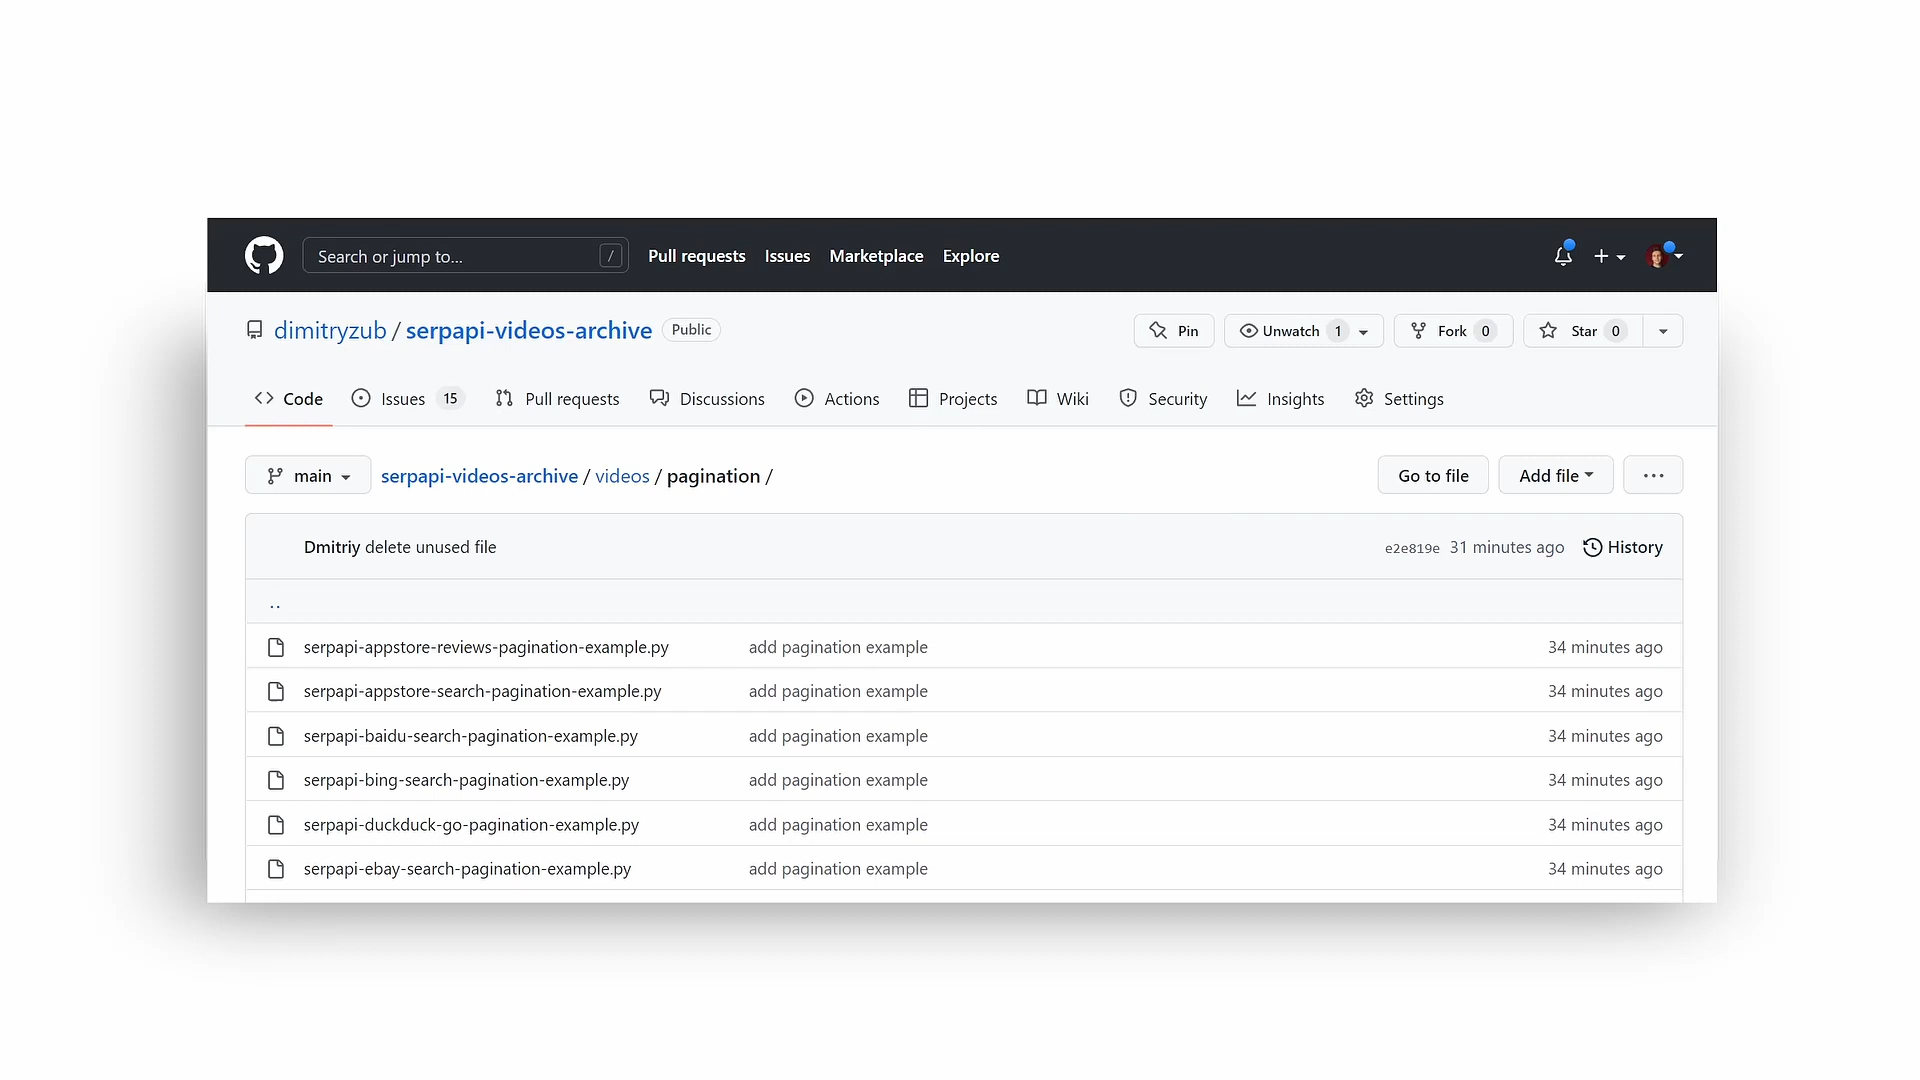 Search or jump to... / Pull requests Issues Marketplace Explore
dimitryzub / serpapi-videos-archive Public Pin Unwatch 1 Fork 0 Star 0
Code Issues 15 Pull requests Discussions Actions Projects Wiki Security Insights Settings
main serpapi-videos-archive / videos / pagination / Go to file Add file ...
Dmitriy delete unused file e2e819e 31 minutes ago History
..
serpapi-appstore-reviews-pagination-example.py add pagination example 34 minutes ago
serpapi-appstore-search-pagination-example.py add pagination example 34 minutes ago
serpapi-baidu-search-pagination-example.py add pagination example 34 minutes ago
serpapi-bing-search-pagination-example.py add pagination example 34 minutes ago
serpapi-duckduck-go-pagination-example.py add pagination example 34 minutes ago
serpapi-ebay-search-pagination-example.py add pagination example 34 minutes ago